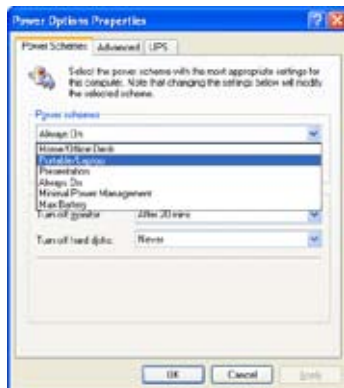 Power Options Properties
Power Schemes Advanced UPS
Select the power scheme with the most appropriate settings for
this computer. Note that changing the settings below will modify
the selected scheme.
Power schemes
Always On
Home/Office Desk
Portable/Laptop
Presentation
Always On
Minimal Power Management
Max Battery
Turn off monitor: After 20 mins
Turn off hard disks: Never
OK Cancel Apply